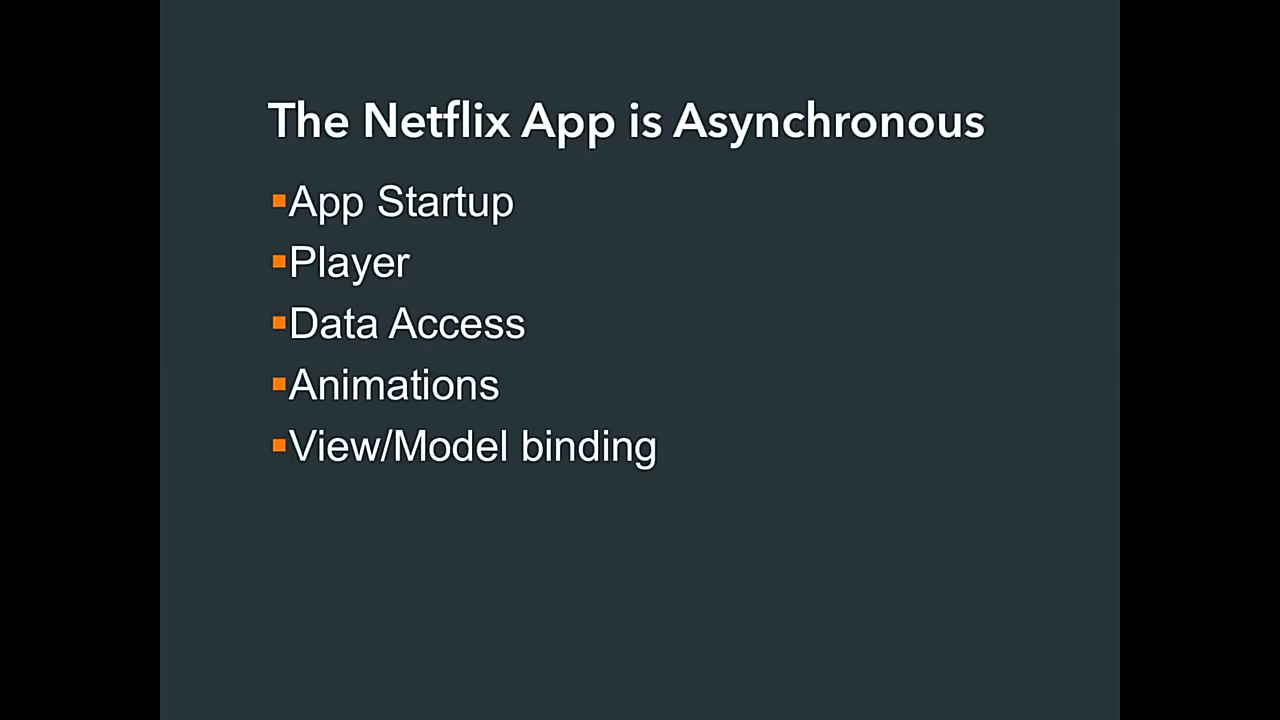 The Netflix App is Asynchronous
App Startup
Player
Data Access
Animations
View/Model binding